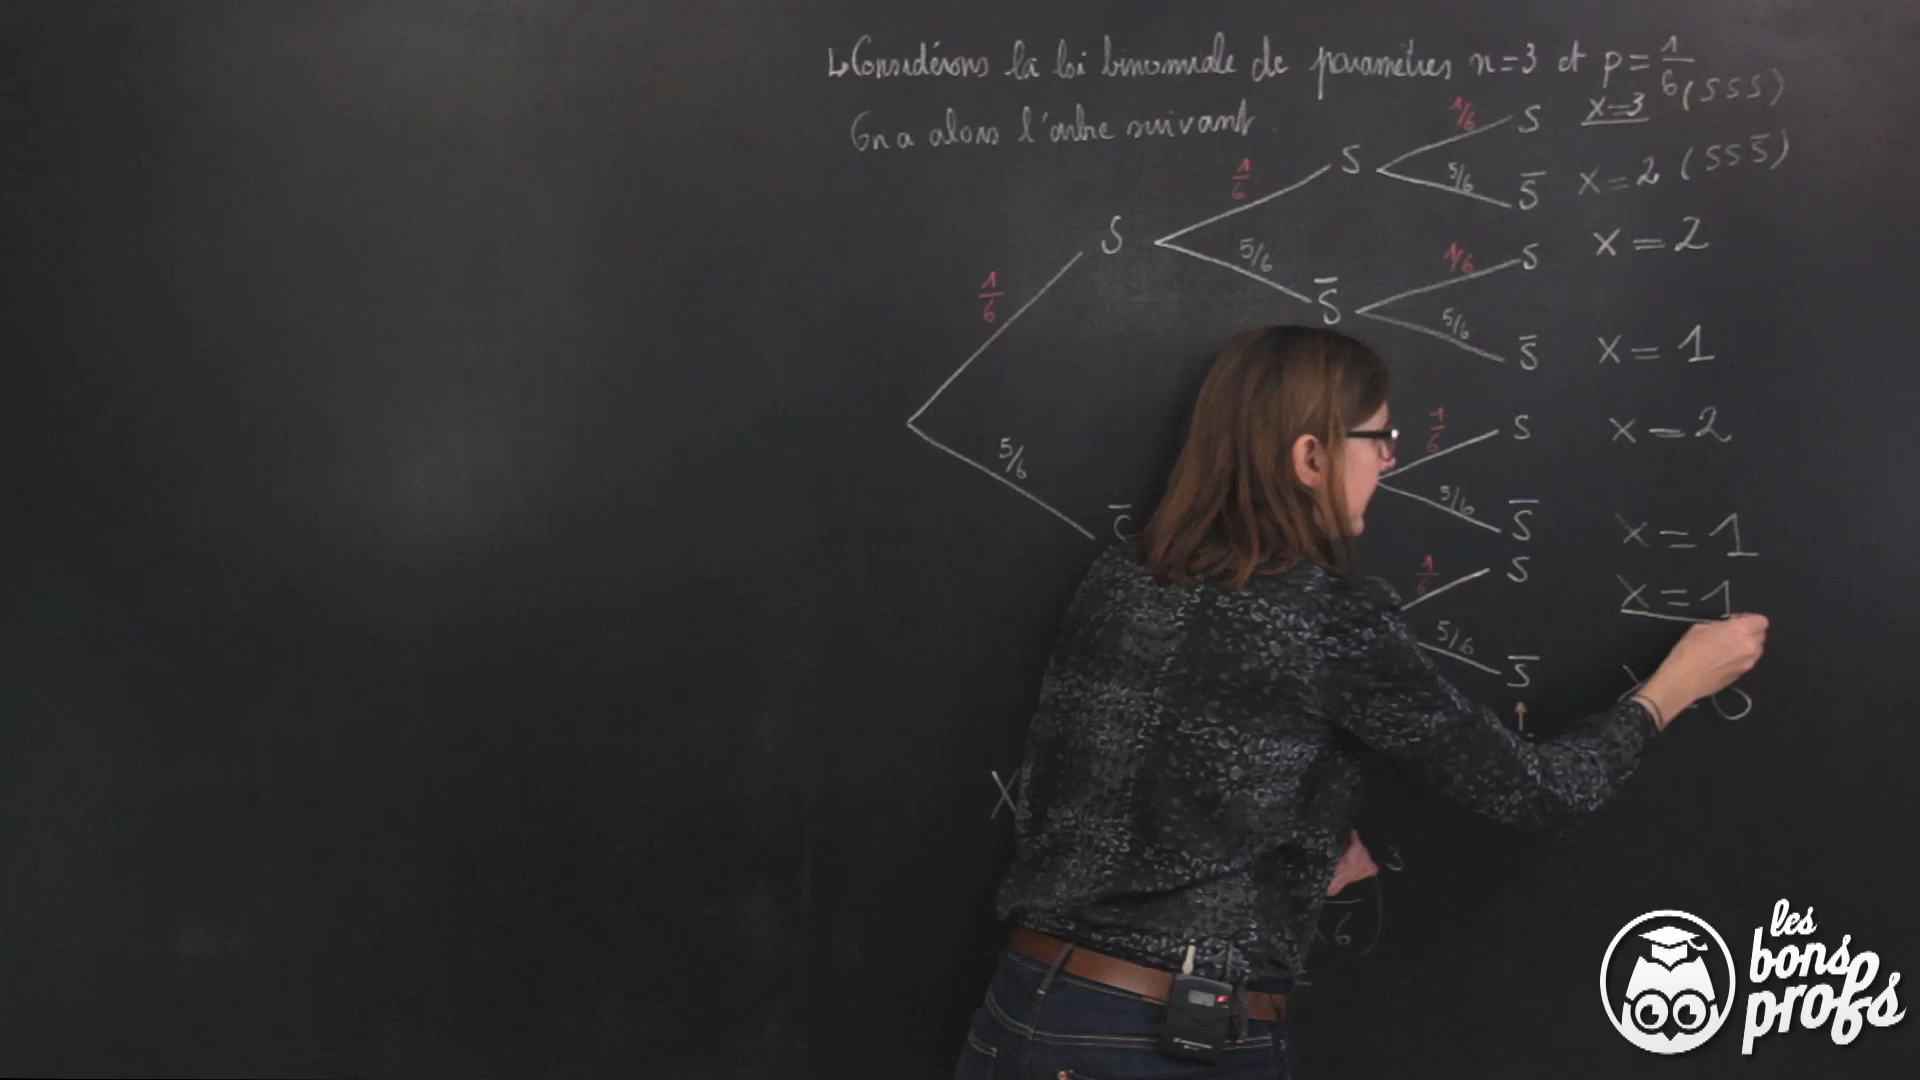 ↳ Considérons la loi binomiale de paramètres n=3 et p=1/6
On a alors l'arbre suivant.
1/6 S x=3 (SSS)
1/6 S 5/6 S̅ x=2 (SSS̅)
1/6 S 5/6 S̅ 1/6 S x=2
5/6 S̅ x=1
1/6 S x=2
5/6 S̅ 5/6 S̅ x=1
1/6 S x=1
5/6 S̅
X
3
6)
les
bons
profs